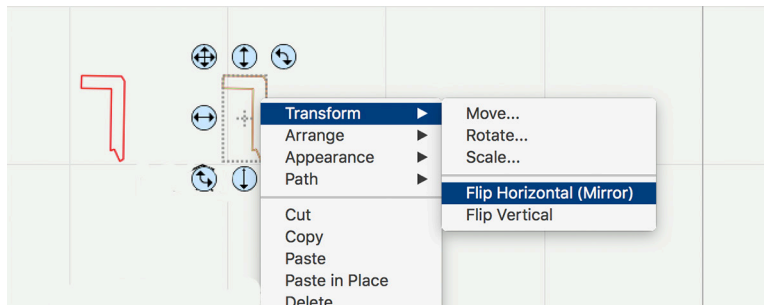 Transform
Arrange
Appearance
Path
Cut
Copy
Paste
Paste in Place
Delete
Move...
Rotate...
Scale...
Flip Horizontal (Mirror)
Flip Vertical